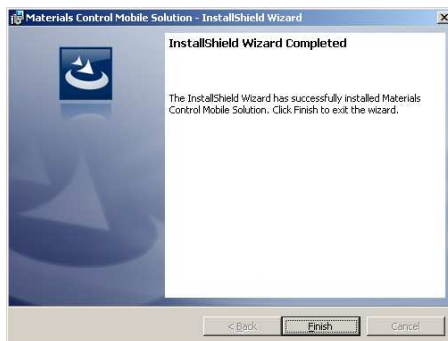 Materials Control Mobile Solution - InstallShield Wizard
InstallShield Wizard Completed
The InstallShield Wizard has successfully installed Materials
Control Mobile Solution. Click Finish to exit the wizard.
< Back
Finish
Cancel